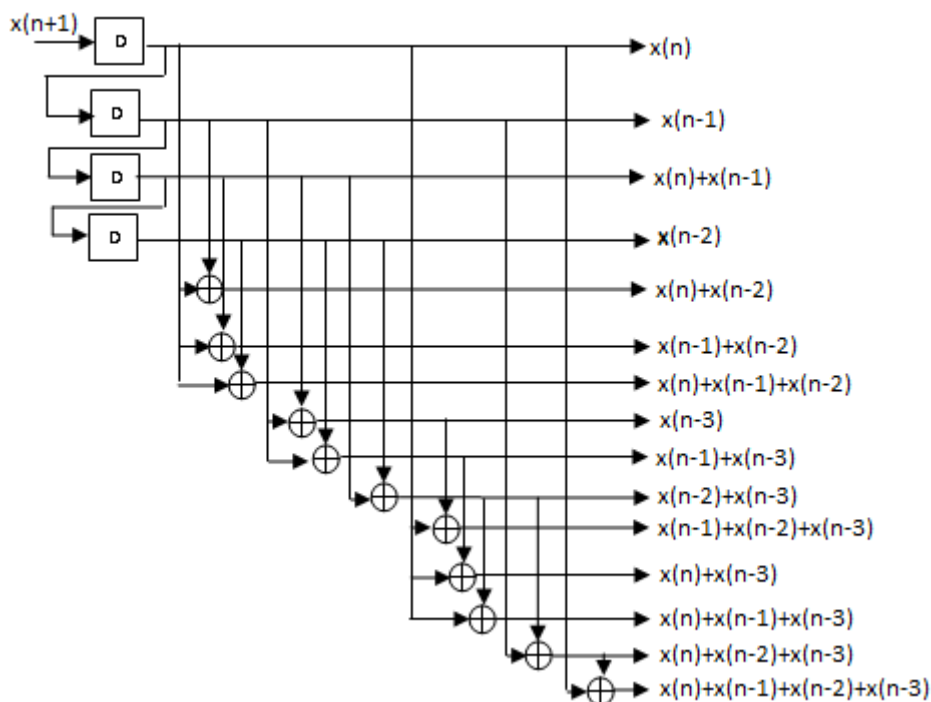 x(n+1)
D
x(n)
D
x(n-1)
D
x(n)+x(n-1)
D
x(n-2)
x(n)+x(n-2)
x(n-1)+x(n-2)
x(n)+x(n-1)+x(n-2)
x(n-3)
x(n-1)+x(n-3)
x(n-2)+x(n-3)
x(n-1)+x(n-2)+x(n-3)
x(n)+x(n-3)
x(n)+x(n-1)+x(n-3)
x(n)+x(n-2)+x(n-3)
x(n)+x(n-1)+x(n-2)+x(n-3)